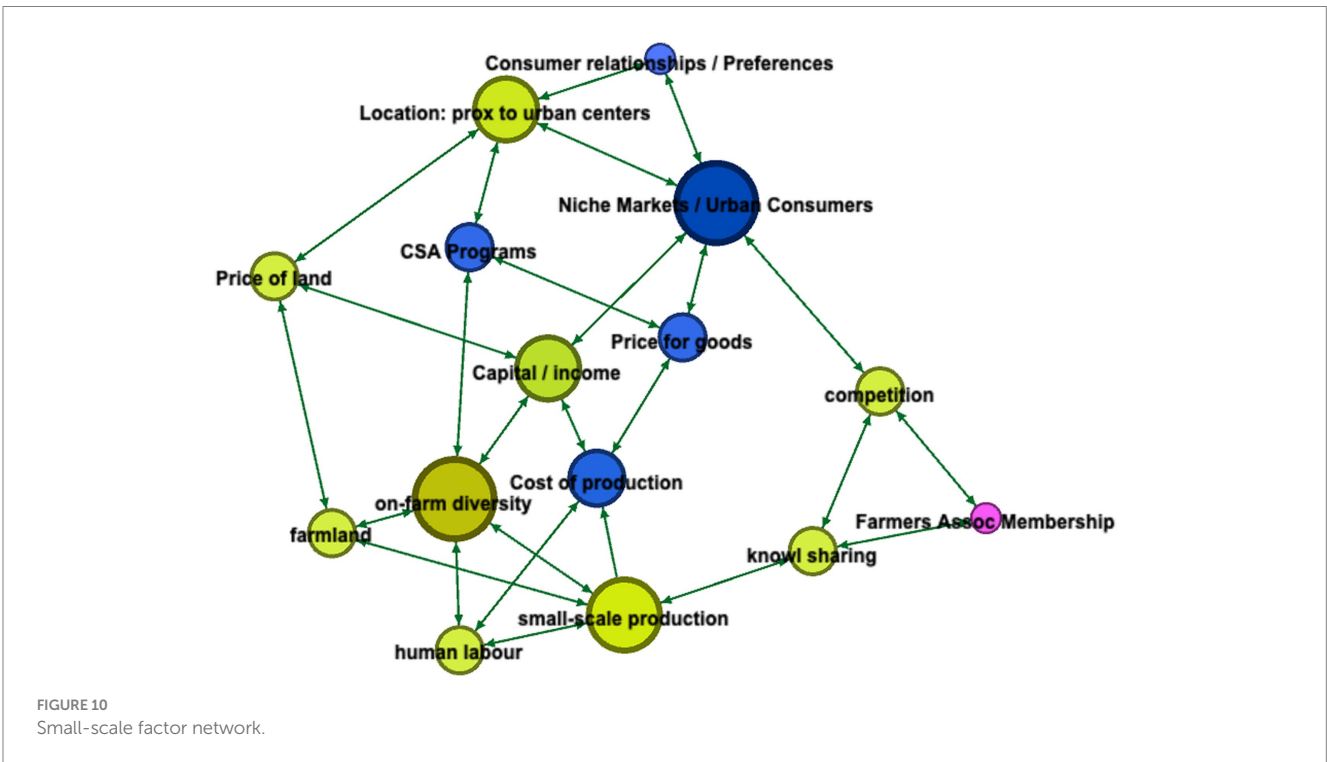 Consumer relationships / Preferences
Location: prox to urban centers
Niche Markets / Urban Consumers
CSA Programs
Price of land
Price for goods
Capital / income
competition
Cost of production
on-farm diversity
Farmers Assoc Membership
farmland
knowl sharing
small-scale production
human labour
FIGURE 10
Small-scale factor network.